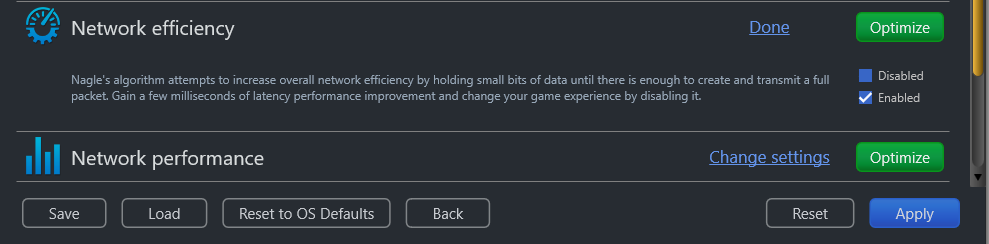 Network efficiency
Done
Optimize
Nagle's algorithm attempts to increase overall network efficiency by holding small bits of data until there is enough to create and transmit a full
packet. Gain a few milliseconds of latency performance improvement and change your game experience by disabling it.
Disabled
Enabled
Network performance
Change settings
Optimize
Save
Load
Reset to OS Defaults
Back
Reset
Apply